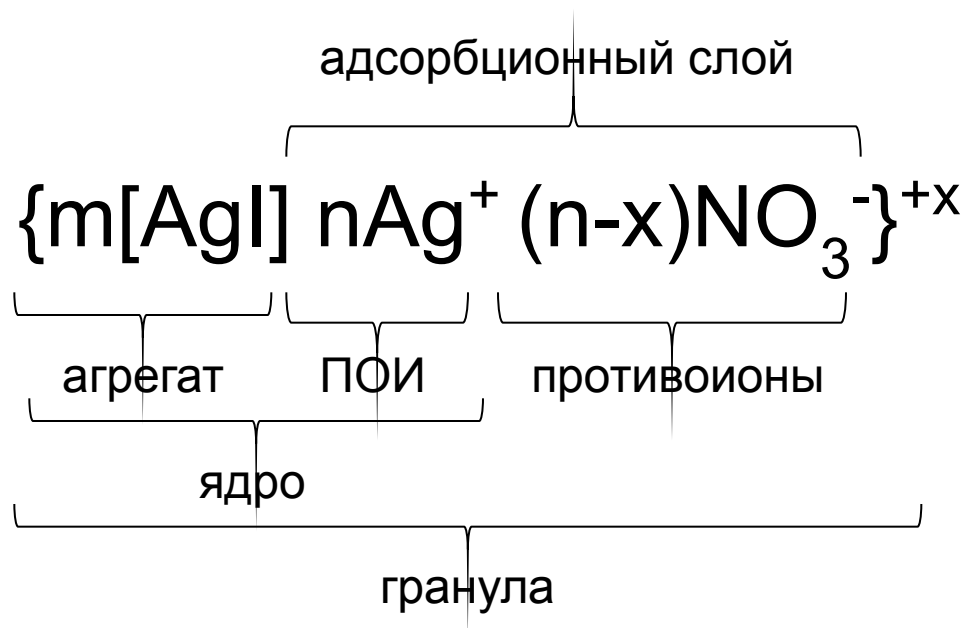 адсорбционный слой
{m[AgI] nAg⁺ (n-x)NO₃⁻}⁺ˣ
агрегат ПОИ противоионы
ядро
гранула